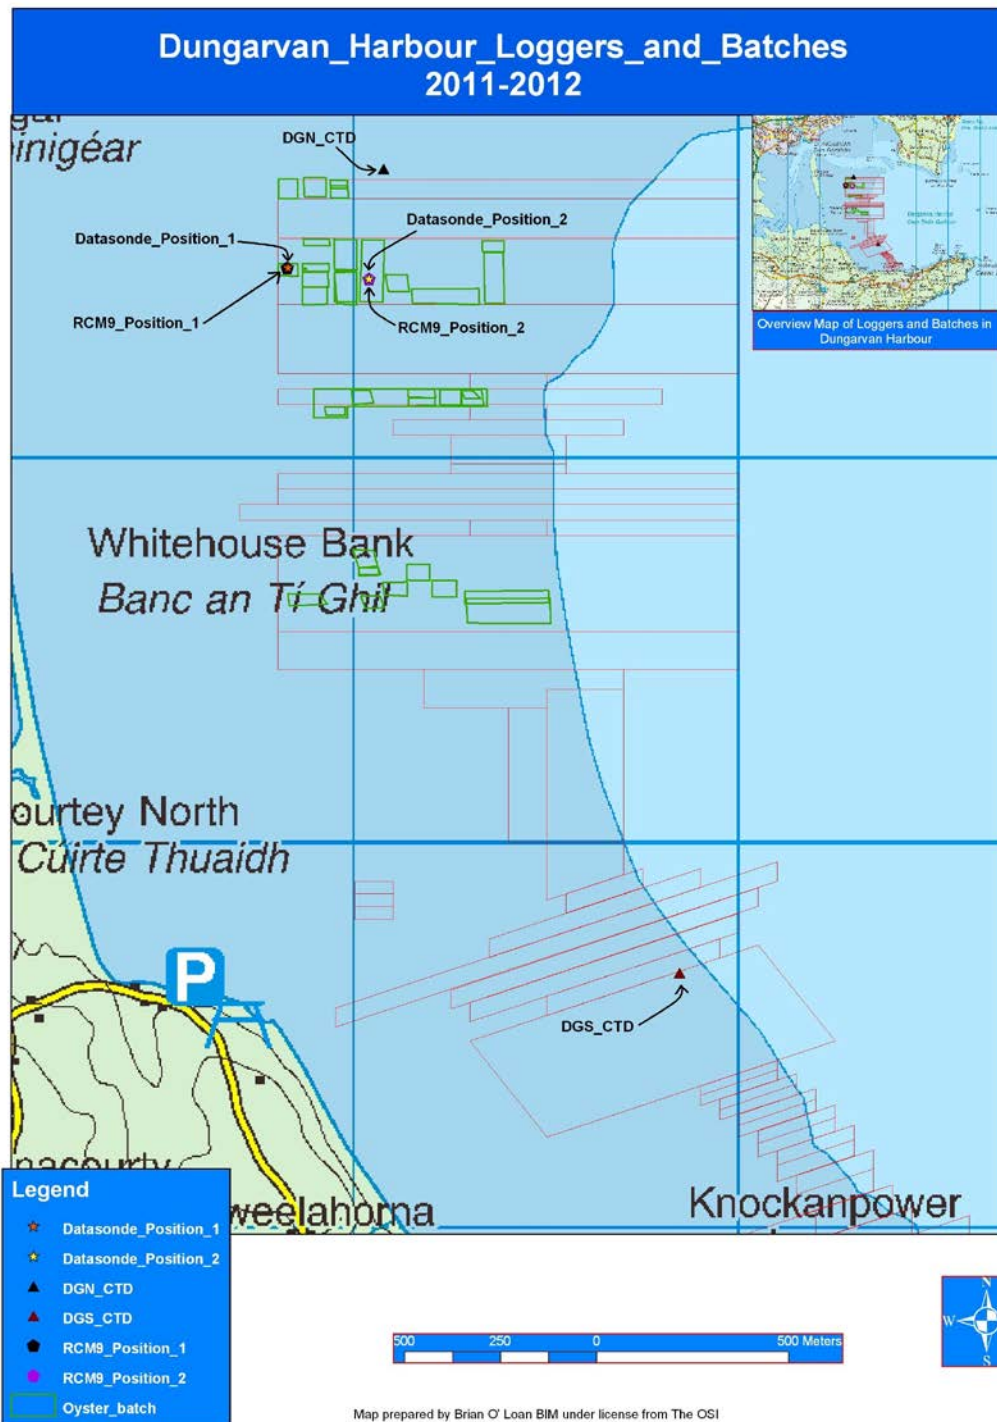 Dungarvan_Harbour_Loggers_and_Batches
2011-2012
inigéar
DGN_CTD
Datasonde_Position_1
Datasonde_Position_2
RCM9_Position_1
RCM9_Position_2
Overview Map of Loggers and Batches in
Dungarvan Harbour
Whitehouse Bank
Banc an Tí Ghil
ourtey North
Cúirte Thuaidh
P
DGS_CTD
nacourty
weelahorna
Knockanpower
Legend
Datasonde_Position_1
Datasonde_Position_2
DGN_CTD
DGS_CTD
RCM9_Position_1
RCM9_Position_2
Oyster_batch
500 250 0 500 Meters
N
W
S
Map prepared by Brian O' Loan BIM under license from The OSI